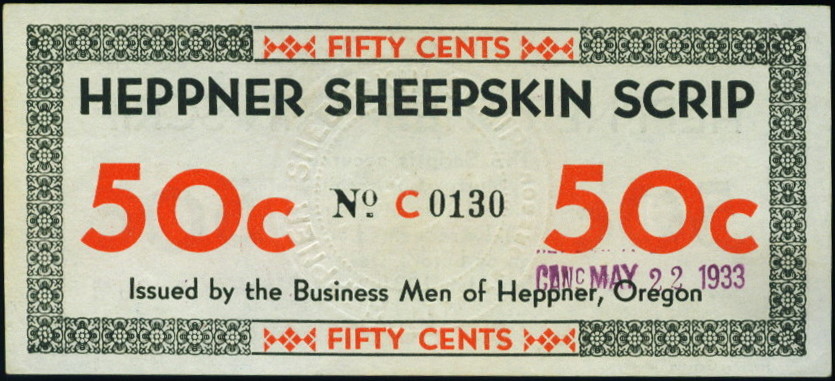 FIFTY CENTS
HEPPNER SHEEPSKIN SCRIP
50c No. C 0130 50c
CANC MAY 22 1933
Issued by the Business Men of Heppner, Oregon
FIFTY CENTS